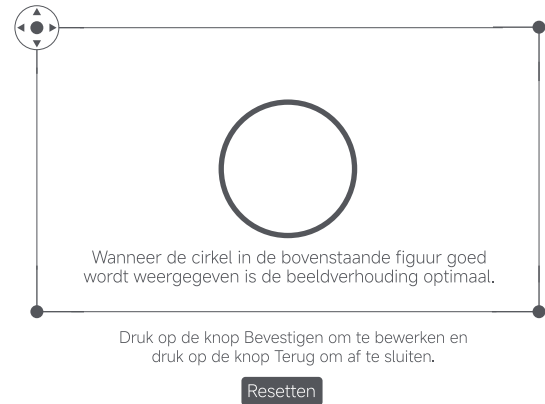 Wanneer de cirkel in de bovenstaande figuur goed
wordt weergegeven is de beeldverhouding optimaal.
Druk op de knop Bevestigen om te bewerken en
druk op de knop Terug om af te sluiten.
Resetten